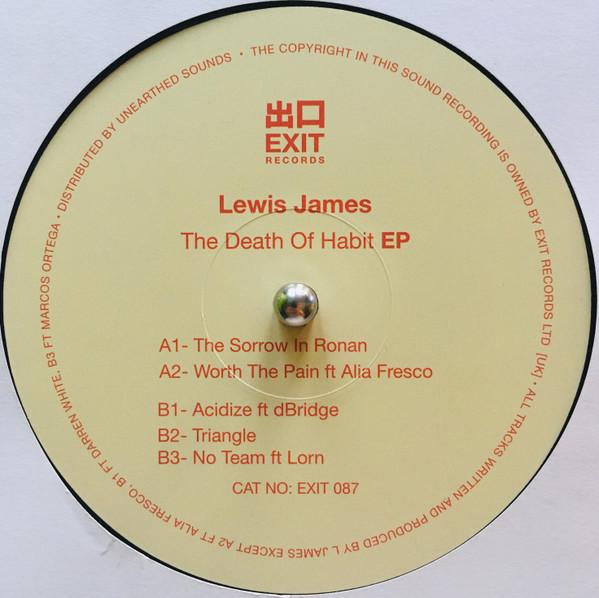 出口
EXIT
RECORDS
Lewis James
The Death Of Habit EP
A1- The Sorrow In Ronan
A2- Worth The Pain ft Alia Fresco
B1- Acidize ft dBridge
B2- Triangle
B3- No Team ft Lorn
CAT NO: EXIT 087
THE COPYRIGHT IN THIS SOUND RECORDING IS OWNED BY EXIT RECORDS LTD [UK] • ALL TRACKS WRITTEN AND PRODUCED BY L JAMES EXCEPT A2 FT ALIA FRESCO, B1 FT DARREN WHITE, B3 FT MARCOS ORTEGA • DISTRIBUTED BY UNEARTHED SOUNDS •